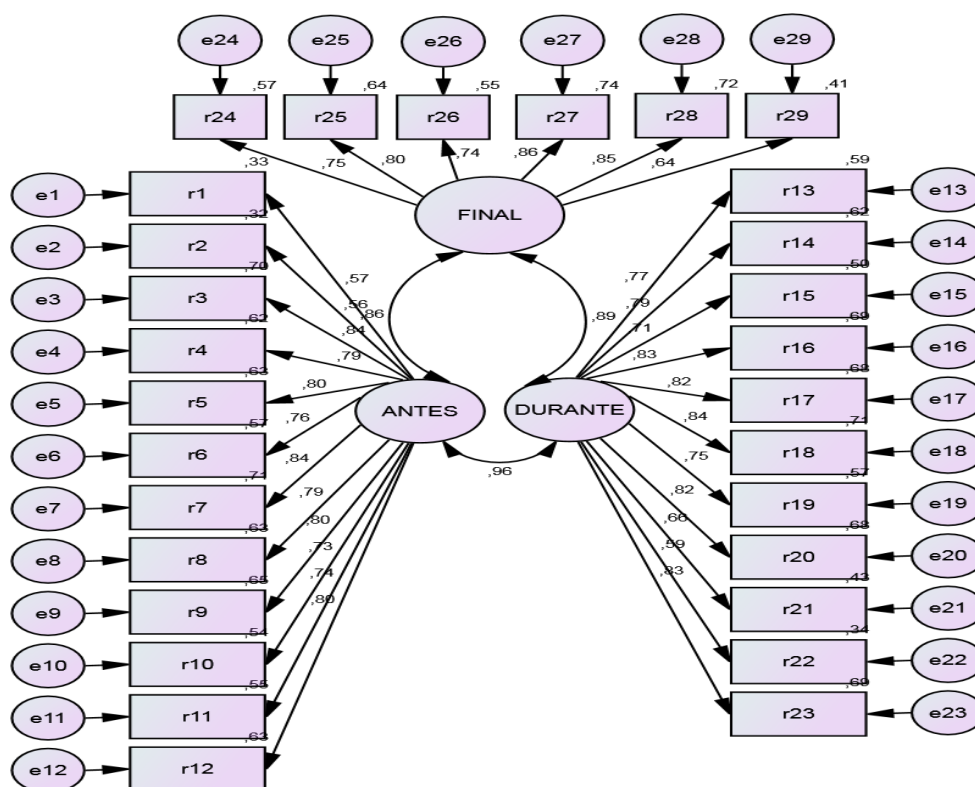 e24 e25 e26 e27 e28 e29
,57 ,64 ,55 ,74 ,72 ,41
r24 r25 r26 r27 r28 r29
,75 ,80 ,74 ,86 ,85 ,64
FINAL
,33
e1 r1
,32
e2 r2
,70
e3 r3
,62
e4 r4
,63
e5 r5
,57
e6 r6
,71
e7 r7
,63
e8 r8
,65
e9 r9
,54
e10 r10
,55
e11 r11
,63
e12 r12
,57
,56
,86
,84
,79
,80
,76
,84
,79
,80
,73
,74
,80
ANTES
DURANTE
,96
,89
,77
,79
,71
,83
,82
,84
,75
,82
,66
,59
,83
,59
r13 e13
,62
r14 e14
,50
r15 e15
,69
r16 e16
,68
r17 e17
,71
r18 e18
,57
r19 e19
,68
r20 e20
,43
r21 e21
,34
r22 e22
,69
r23 e23